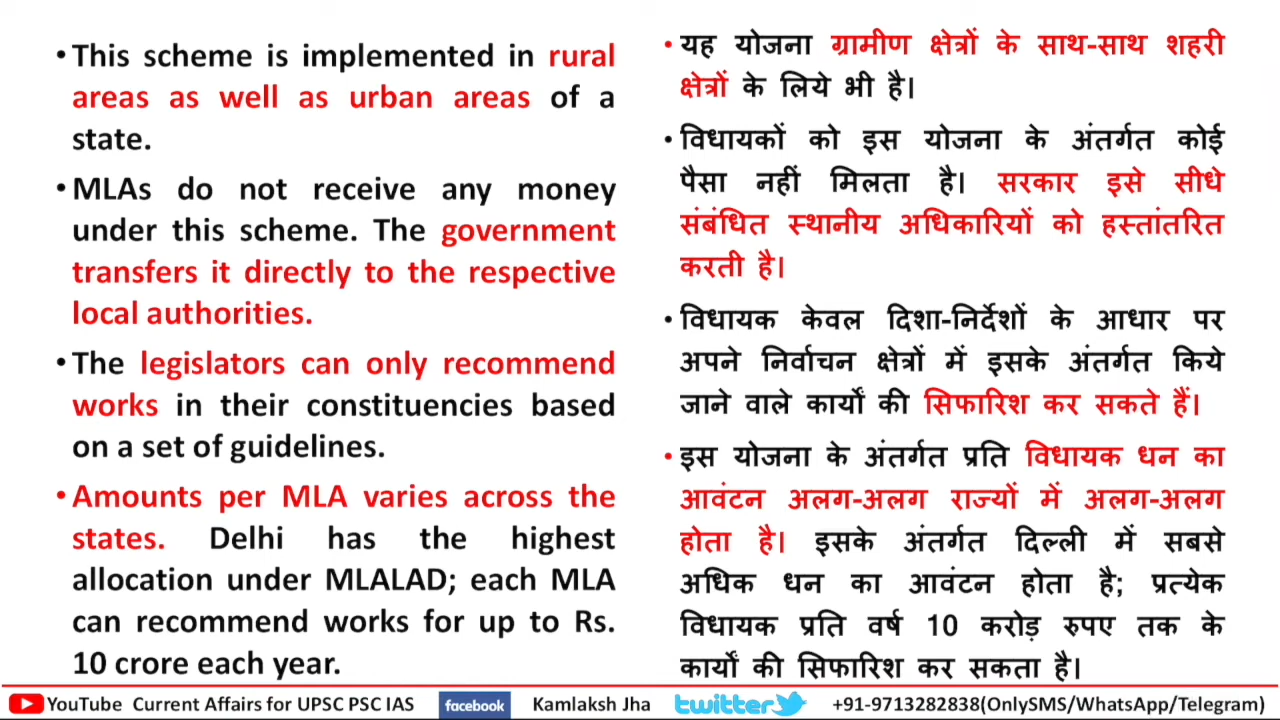 •This scheme is implemented in rural
areas as well as urban areas of a
state.
•MLAs do not receive any money
under this scheme. The government
transfers it directly to the respective
local authorities.
•The legislators can only recommend
works in their constituencies based
on a set of guidelines.
•Amounts per MLA varies across the
states. Delhi has the highest
allocation under MLALAD; each MLA
can recommend works for up to Rs.
10 crore each year.
•यह योजना ग्रामीण क्षेत्रों के साथ-साथ शहरी
क्षेत्रों के लिये भी है।
•विधायकों को इस योजना के अंतर्गत कोई
पैसा नहीं मिलता है। सरकार इसे सीधे
संबंधित स्थानीय अधिकारियों को हस्तांतरित
करती है।
•विधायक केवल दिशा-निर्देशों के आधार पर
अपने निर्वाचन क्षेत्रों में इसके अंतर्गत किये
जाने वाले कार्यों की सिफारिश कर सकते हैं।
•इस योजना के अंतर्गत प्रति विधायक धन का
आवंटन अलग-अलग राज्यों में अलग-अलग
होता है। इसके अंतर्गत दिल्ली में सबसे
अधिक धन का आवंटन होता है; प्रत्येक
विधायक प्रति वर्ष 10 करोड़ रुपए तक के
कार्यों की सिफारिश कर सकता है।
YouTube Current Affairs for UPSC PSC IAS facebook Kamlaksh Jha twitter +91-9713282838(OnlySMS/WhatsApp/Telegram)